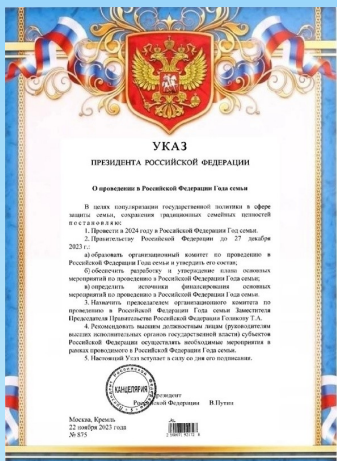 УКАЗ
ПРЕЗИДЕНТА РОССИЙСКОЙ ФЕДЕРАЦИИ
О проведении в Российской Федерации Года семьи
В целях популяризации государственной политики в сфере
защиты семьи, сохранения традиционных семейных ценностей
постановляю:
1. Провести в 2024 году в Российской Федерации Год семьи.
2. Правительству Российской Федерации до 27 декабря
2023 г.:
а) образовать организационный комитет по проведению в
Российской Федерации Года семьи и утвердить его состав;
б) обеспечить разработку и утверждение плана основных
мероприятий по проведению в Российской Федерации Года семьи;
в) определить источники финансирования основных
мероприятий по проведению в Российской Федерации Года семьи.
3. Назначить председателем организационного комитета по
проведению в Российской Федерации Года семьи Заместителя
Председателя Правительства Российской Федерации Голикову Т.А.
4. Рекомендовать высшим должностным лицам (руководителям
высших исполнительных органов государственной власти) субъектов
Российской Федерации осуществлять необходимые мероприятия в
рамках проводимого в Российской Федерации Года семьи.
5. Настоящий Указ вступает в силу со дня его подписания.
КАНЦЕЛЯРИЯ
Президент
Российской Федерации В.Путин
Москва, Кремль
22 ноября 2023 года
№ 875